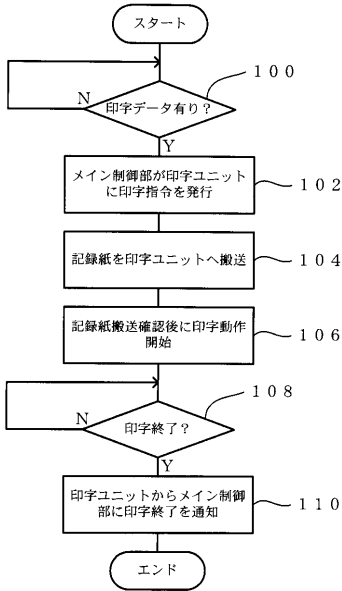 スタート
100
印字データ有り?
N
Y
メイン制御部が印字ユニット
に印字指令を発行
102
記録紙を印字ユニットへ搬送
104
記録紙搬送確認後に印字動作
開始
106
108
印字終了?
N
Y
印字ユニットからメイン制御
部に印字終了を通知
110
エンド